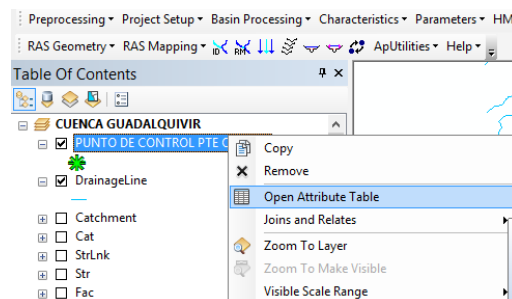 Preprocessing Project Setup Basin Processing Characteristics Parameters HM
RAS Geometry RAS Mapping ID RM ApUtilities Help
Table Of Contents
CUENCA GUADALQUIVIR
PUNTO DE CONTROL PTE C
DrainageLine
Catchment
Cat
StrLnk
Str
Fac
Copy
Remove
Open Attribute Table
Joins and Relates
Zoom To Layer
Zoom To Make Visible
Visible Scale Range